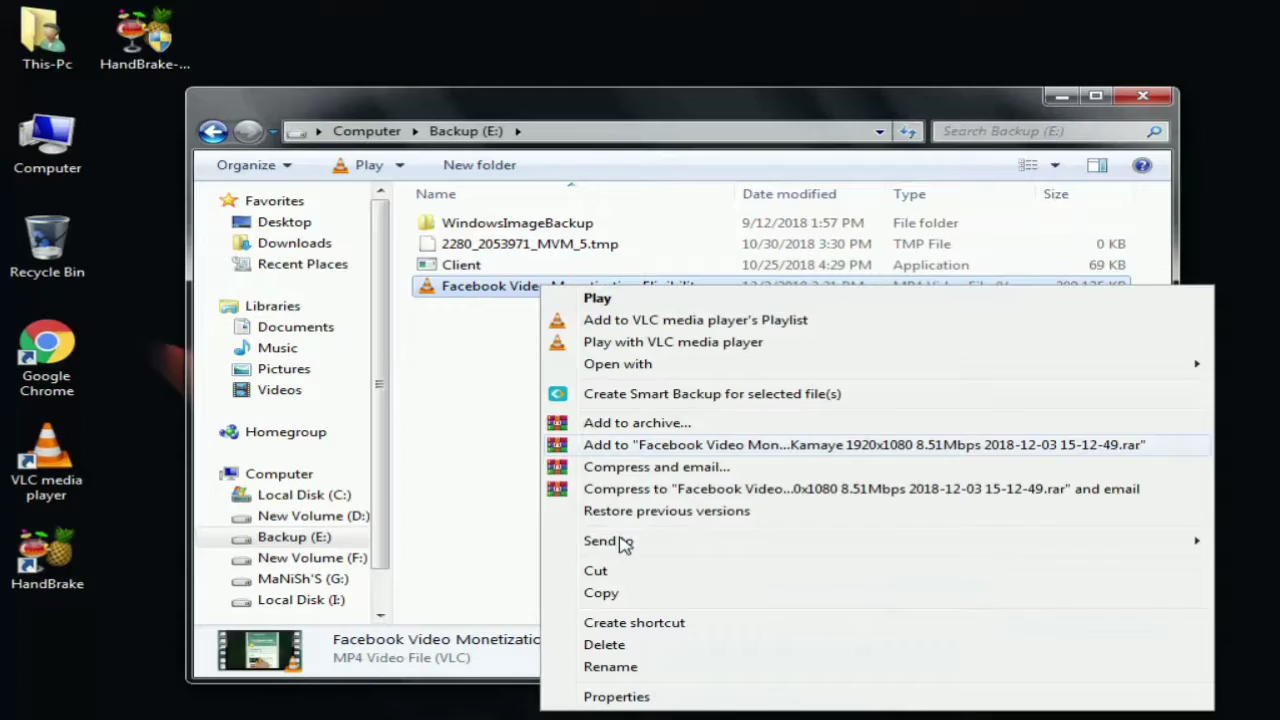 This-Pc
HandBrake-...
Computer
Recycle Bin
Google
Chrome
VLC media
player
HandBrake
Computer
Backup (E:)
Search Backup (E:)
Organize
Play
New folder
Favorites
Desktop
Downloads
Recent Places
Libraries
Documents
Music
Pictures
Videos
Homegroup
Computer
Local Disk (C:)
New Volume (D:)
Backup (E:)
New Volume (F:)
MaNiSh'S (G:)
Local Disk (I:)
Name Date modified Type Size
WindowsImageBackup 9/12/2018 1:57 PM File folder
2280_2053971_MVM_5.tmp 10/30/2018 3:30 PM TMP File 0 KB
Client 10/25/2018 4:29 PM Application 69 KB
Facebook Vide
Play
Add to VLC media player's Playlist
Play with VLC media player
Open with
Create Smart Backup for selected file(s)
Add to archive...
Add to "Facebook Video Mon...Kamaye 1920x1080 8.51Mbps 2018-12-03 15-12-49.rar"
Compress and email...
Compress to "Facebook Video...0x1080 8.51Mbps 2018-12-03 15-12-49.rar" and email
Restore previous versions
Send
Cut
Copy
Create shortcut
Delete
Rename
Properties
Facebook Video Monetizatio
MP4 Video File (VLC)